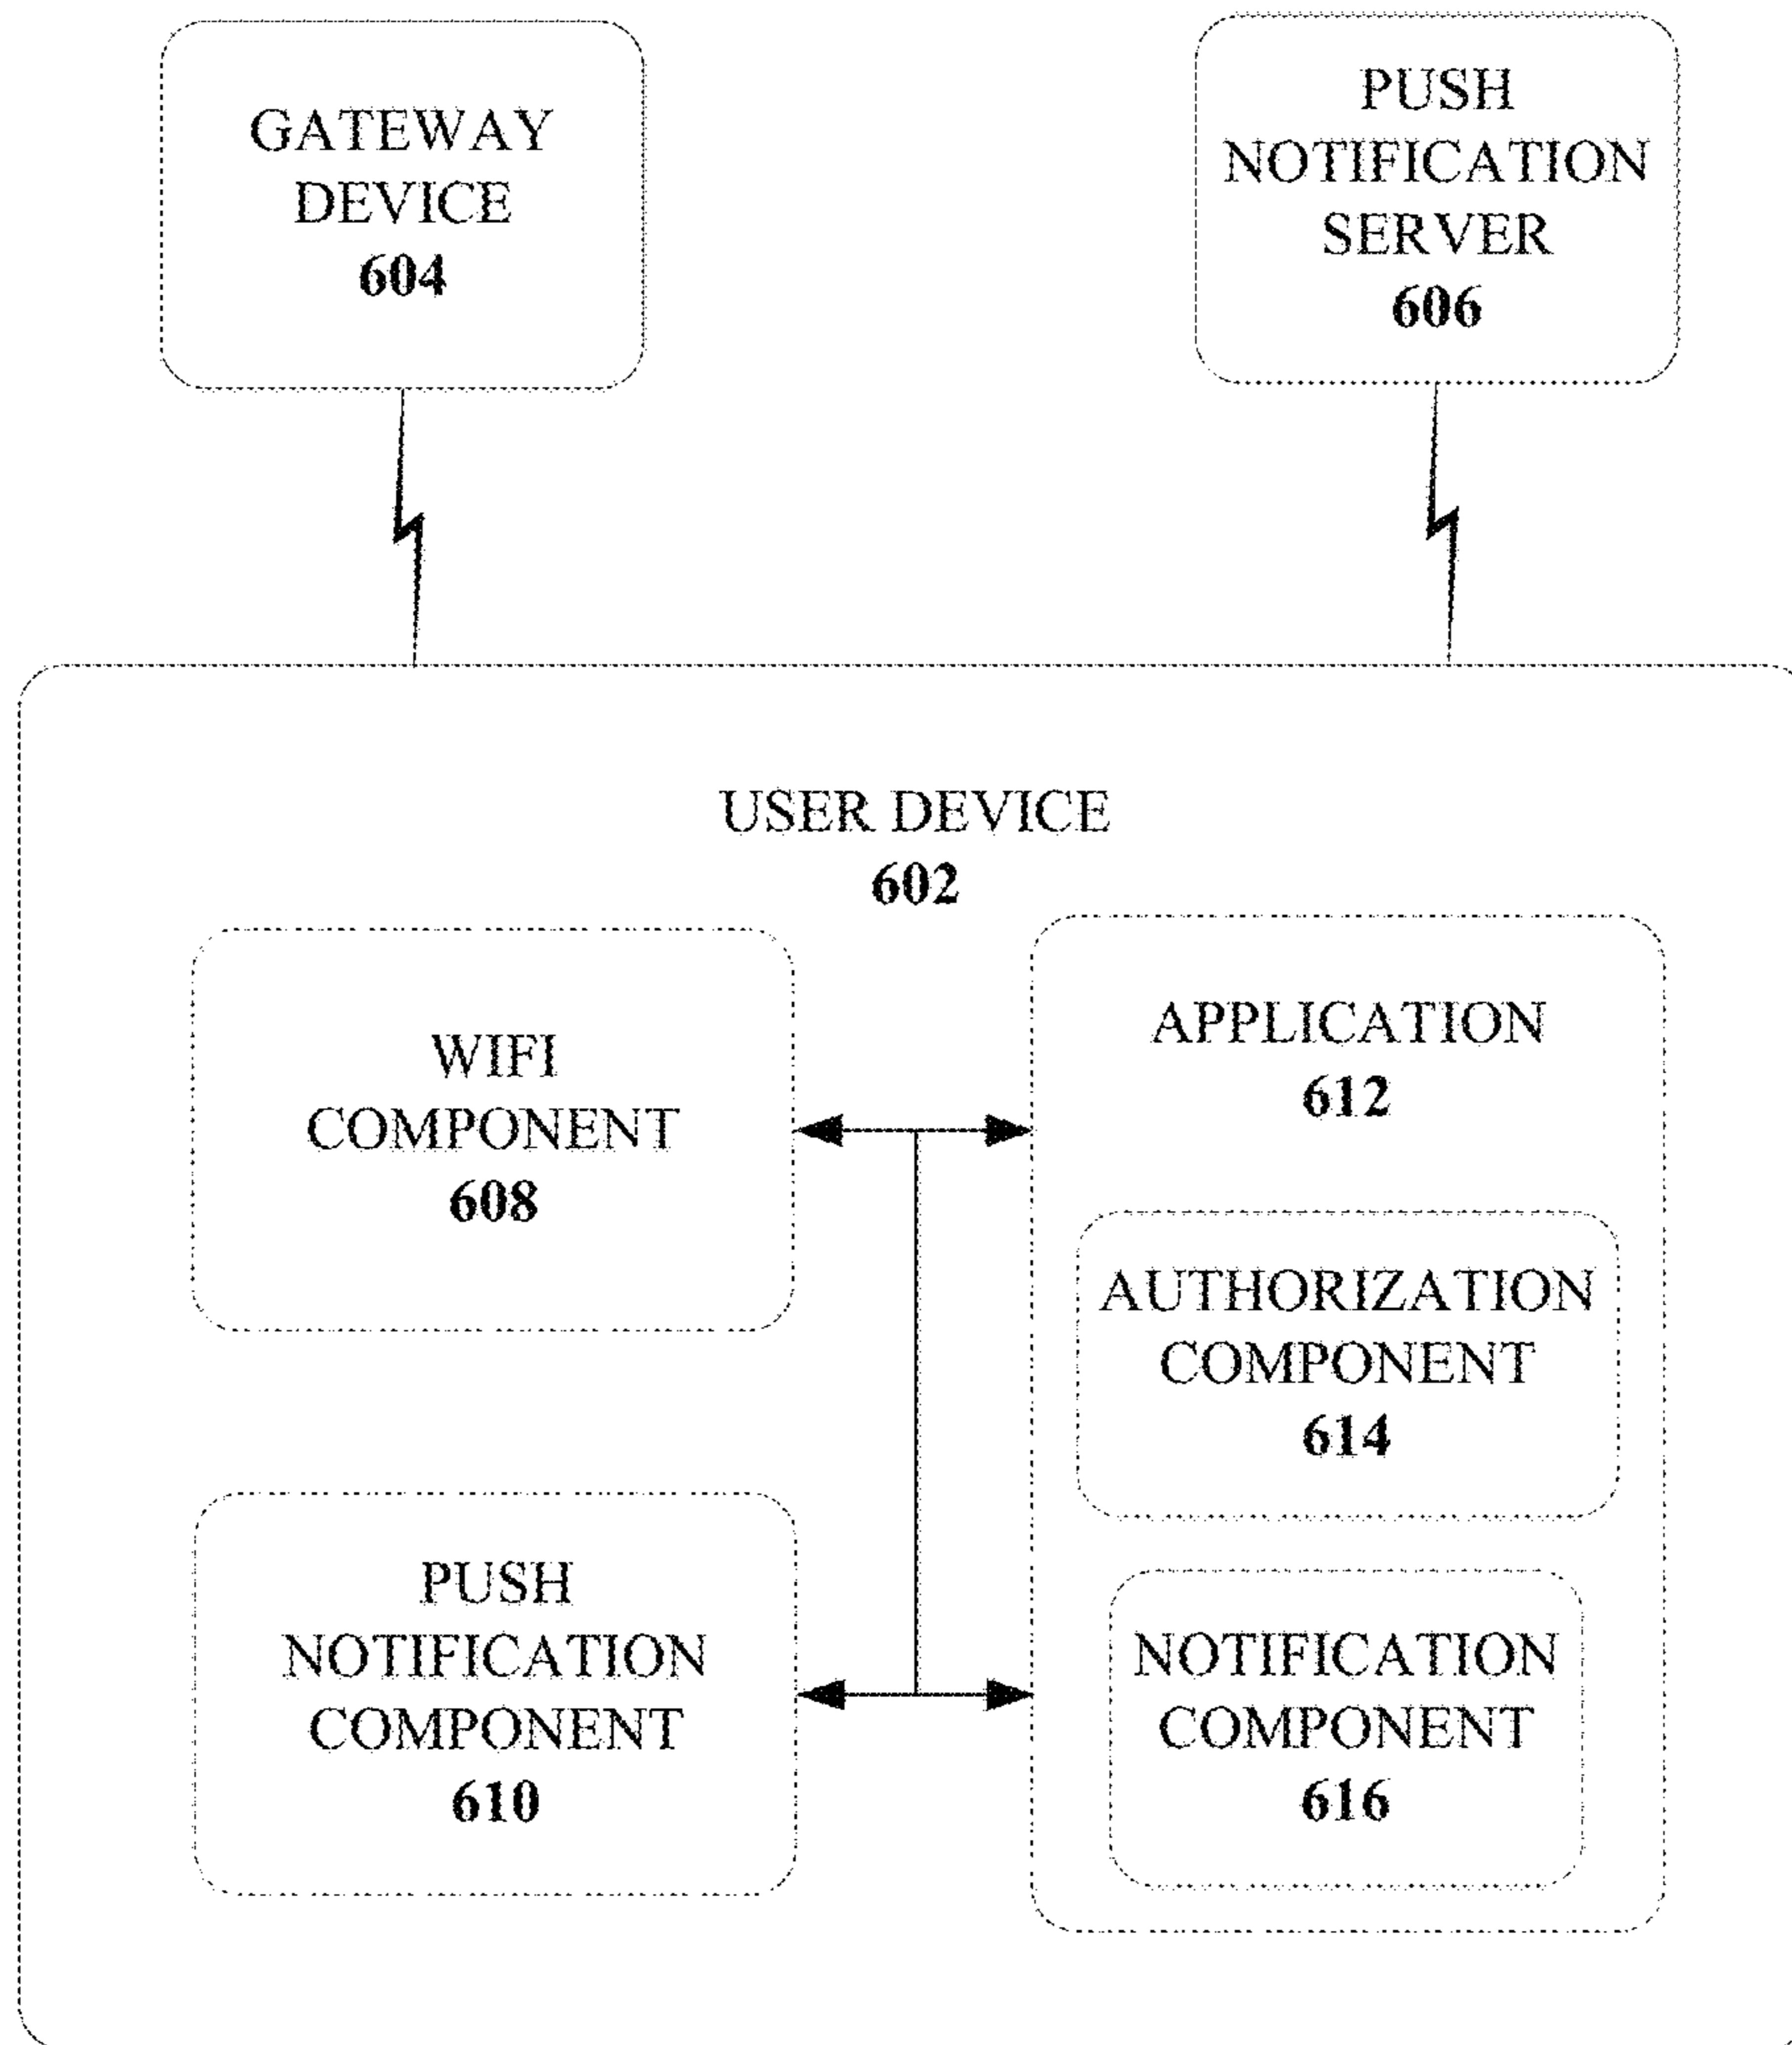 GATEWAY
DEVICE
604
PUSH
NOTIFICATION
SERVER
606
USER DEVICE
602
WIFI
COMPONENT
608
APPLICATION
612
AUTHORIZATION
COMPONENT
614
PUSH
NOTIFICATION
COMPONENT
610
NOTIFICATION
COMPONENT
616